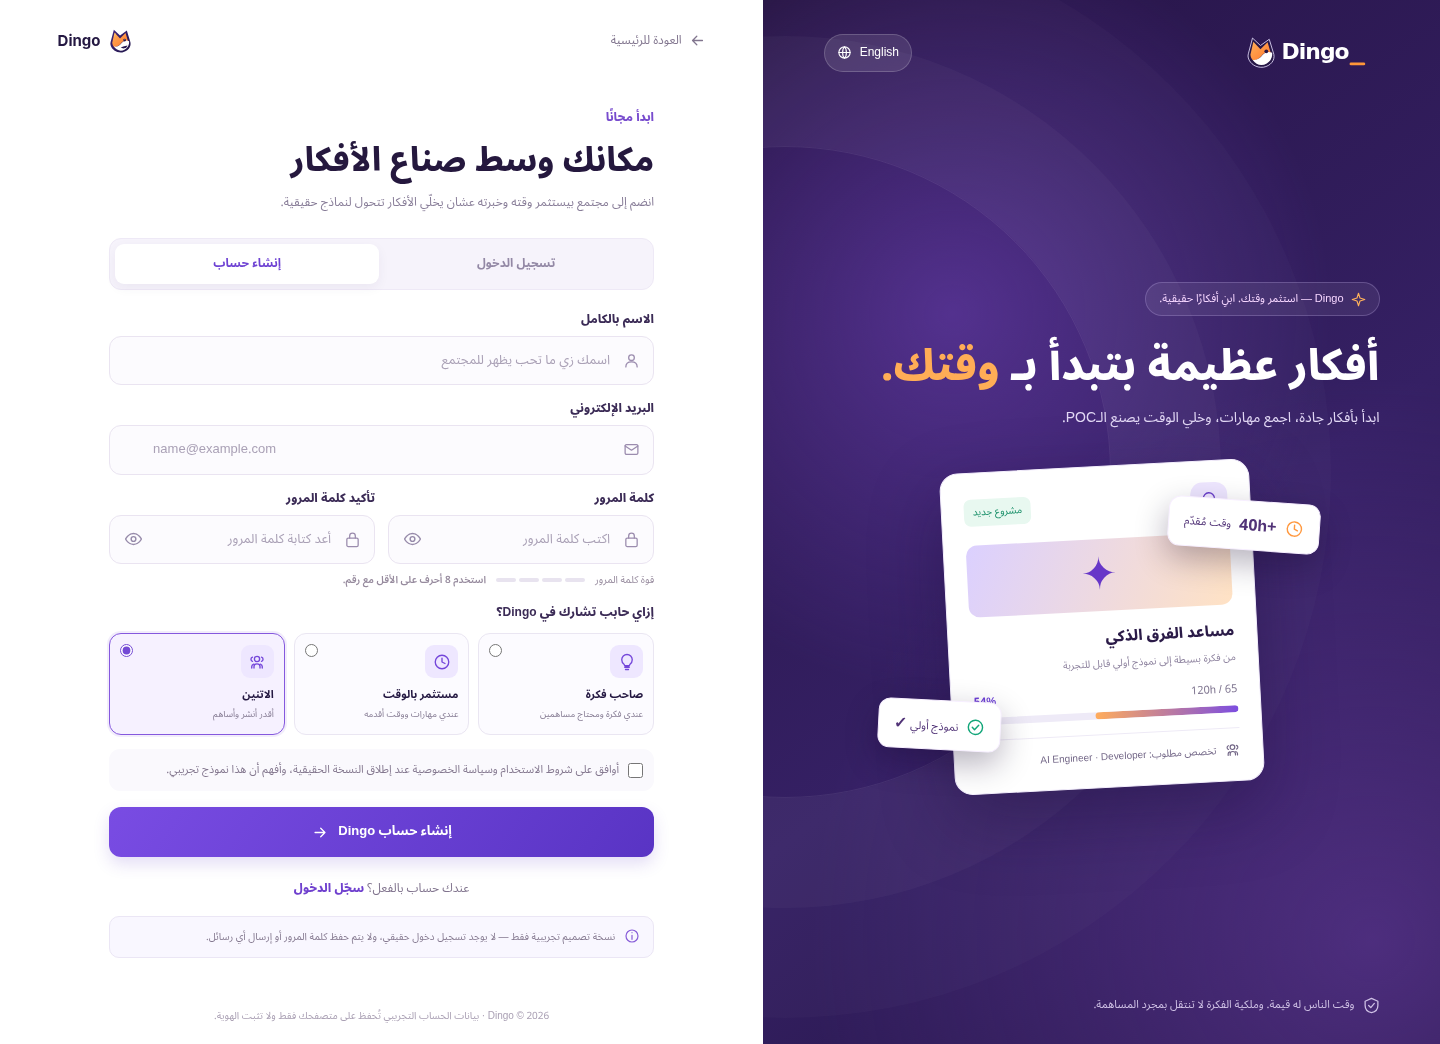 Dingo_
English
Dingo — استثمر وقتك. ابنِ أفكارًا حقيقية.
أفكار عظيمة بتبدأ بـ وقتك.
ابدأ بأفكار جادة، اجمع مهارات، وخلي الوقت يصنع الـPOC.
مشروع جديد
+40h وقت مُقدّم
مساعد الفرق الذكي
من فكرة بسيطة إلى نموذج أولي قابل للتجربة
65 / 120h
54%
نموذج أولي ✓
تخصص مطلوب: AI Engineer · Developer
وقت الناس له قيمة. وملكية الفكرة لا تنتقل بمجرد المساهمة.
العودة للرئيسية
Dingo
ابدأ مجانًا
مكانك وسط صناع الأفكار
انضم إلى مجتمع بيستثمر وقته وخبرته عشان يخلّي الأفكار تتحول لنماذج حقيقية.
تسجيل الدخول
إنشاء حساب
الاسم بالكامل
اسمك زي ما تحب يظهر للمجتمع
البريد الإلكتروني
name@example.com
كلمة المرور
تأكيد كلمة المرور
اكتب كلمة المرور
أعد كتابة كلمة المرور
قوة كلمة المرور
استخدم 8 أحرف على الأقل مع رقم.
إزاي حابب تشارك في Dingo؟
صاحب فكرة
عندي فكرة ومحتاج مساهمين
مستثمر بالوقت
عندي مهارات ووقت أقدمه
الاتنين
أقدر أنشر وأساهم
أوافق على شروط الاستخدام وسياسة الخصوصية عند إطلاق النسخة الحقيقية، وأفهم أن هذا نموذج تجريبي.
إنشاء حساب Dingo
عندك حساب بالفعل؟ سجّل الدخول
نسخة تصميم تجريبية فقط — لا يوجد تسجيل دخول حقيقي، ولا يتم حفظ كلمة المرور أو إرسال أي رسائل.
Dingo © 2026 · بيانات الحساب التجريبي تُحفظ على متصفحك فقط ولا تثبت الهوية.